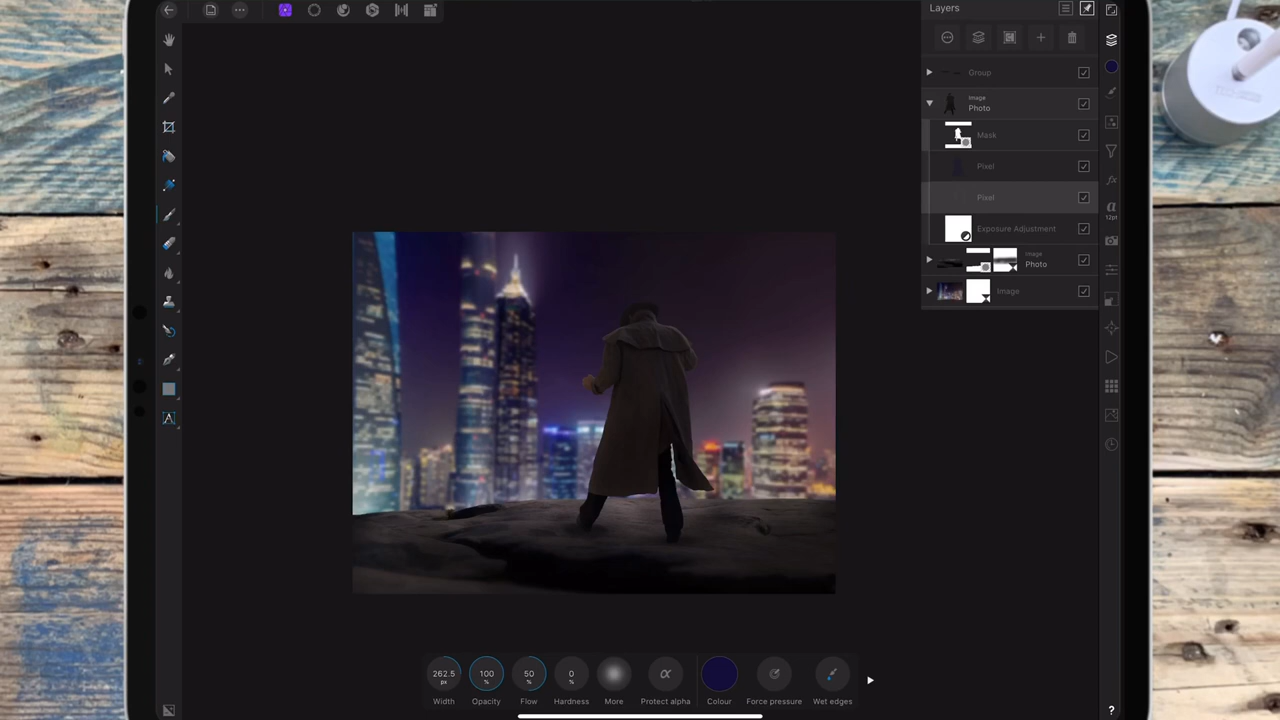 Layers
Group
Image
Photo
Mask
Pixel
Pixel
Exposure Adjustment
Image
Photo
Image
a
12pt
A
262.5
px
100
%
50
%
0
%
α
Width
Opacity
Flow
Hardness
More
Protect alpha
Colour
Force pressure
Wet edges
?